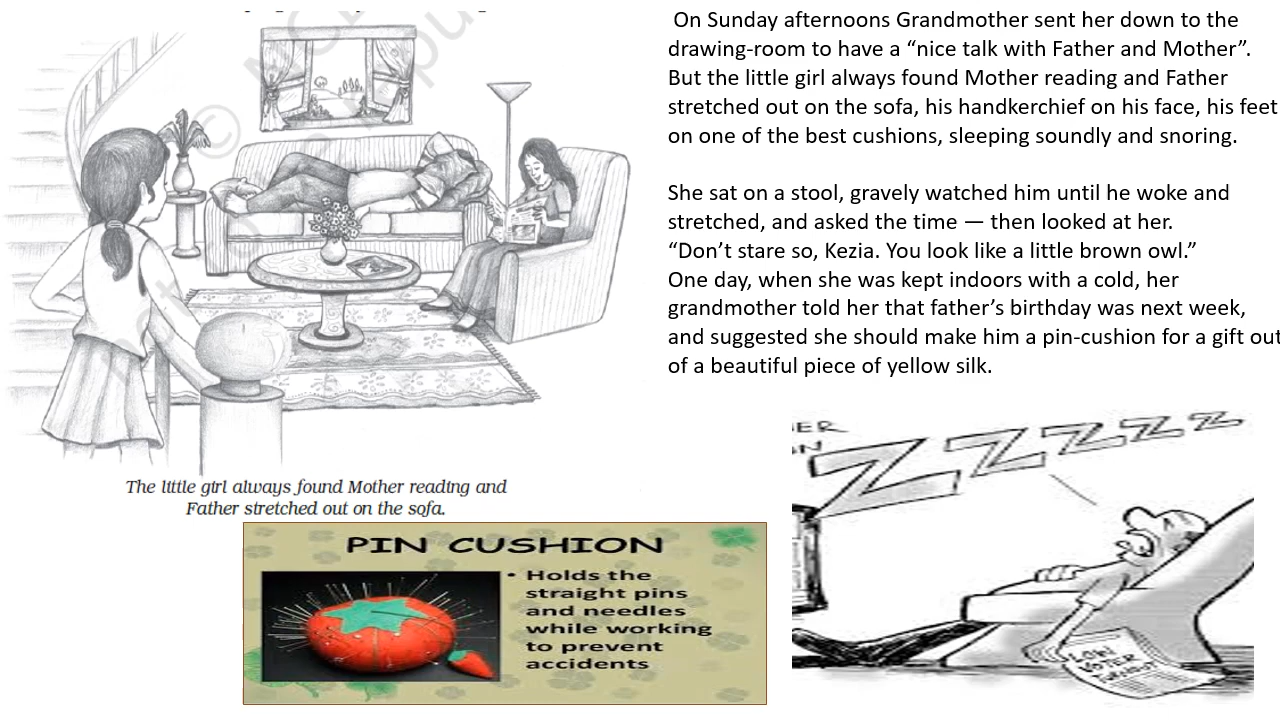 On Sunday afternoons Grandmother sent her down to the
drawing-room to have a “nice talk with Father and Mother”.
But the little girl always found Mother reading and Father
stretched out on the sofa, his handkerchief on his face, his feet
on one of the best cushions, sleeping soundly and snoring.
She sat on a stool, gravely watched him until he woke and
stretched, and asked the time — then looked at her.
“Don’t stare so, Kezia. You look like a little brown owl.”
One day, when she was kept indoors with a cold, her
grandmother told her that father’s birthday was next week,
and suggested she should make him a pin-cushion for a gift out
of a beautiful piece of yellow silk.
The little girl always found Mother reading and
Father stretched out on the sofa.
PIN CUSHION
• Holds the
straight pins
and needles
while working
to prevent
accidents
ZZZZZZ
LOW
VOTER
TURNOUT